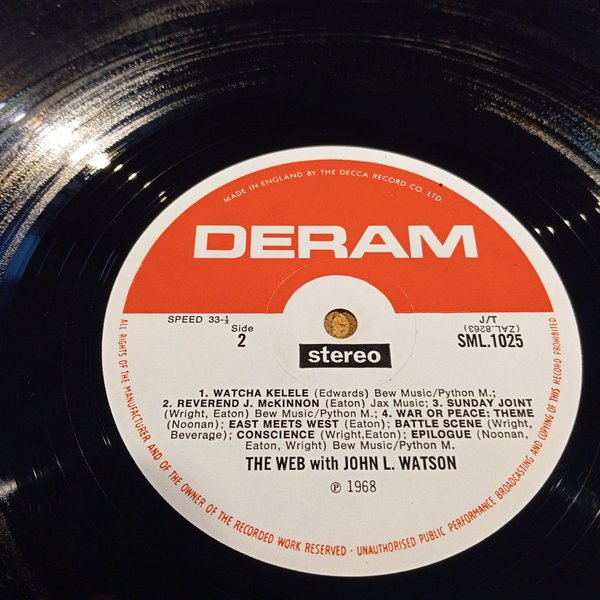 MADE IN ENGLAND BY THE DECCA RECORD CO. LTD.
DERAM
SPEED 33-⅓
Side
2
stereo
J/T
(ZAL.8263)
SML.1025
1. WATCHA KELELE (Edwards) Bew Music/Python M.;
2. REVEREND J. McKINNON (Eaton) Jax Music; 3. SUNDAY JOINT
(Wright, Eaton) Bew Music/Python M.; 4. WAR OR PEACE: THEME
(Noonan); EAST MEETS WEST (Eaton); BATTLE SCENE (Wright,
Beverage); CONSCIENCE (Wright,Eaton); EPILOGUE (Noonan,
Eaton, Wright) Bew Music/Python M.
THE WEB with JOHN L. WATSON
℗ 1968
ALL RIGHTS OF THE MANUFACTURER AND OF THE OWNER OF THE RECORDED WORK RESERVED · UNAUTHORISED PUBLIC PERFORMANCE BROADCASTING AND COPYING OF THIS RECORD PROHIBITED